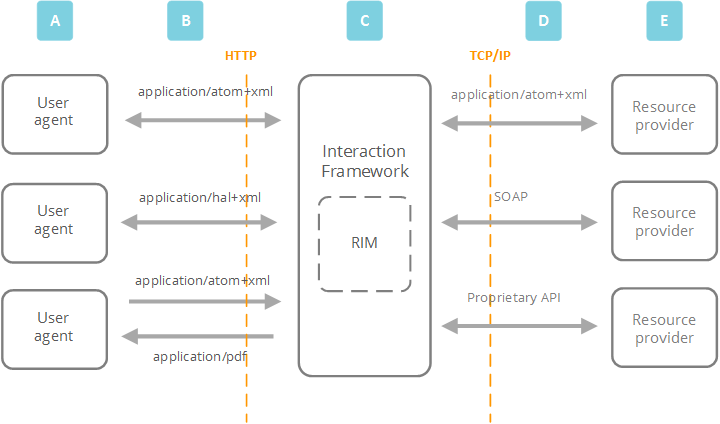 A
B
C
D
E
HTTP
TCP/IP
User
agent
application/atom+xml
Interaction
Framework
RIM
application/atom+xml
Resource
provider
User
agent
application/hal+xml
SOAP
Resource
provider
User
agent
application/atom+xml
application/pdf
Proprietary API
Resource
provider